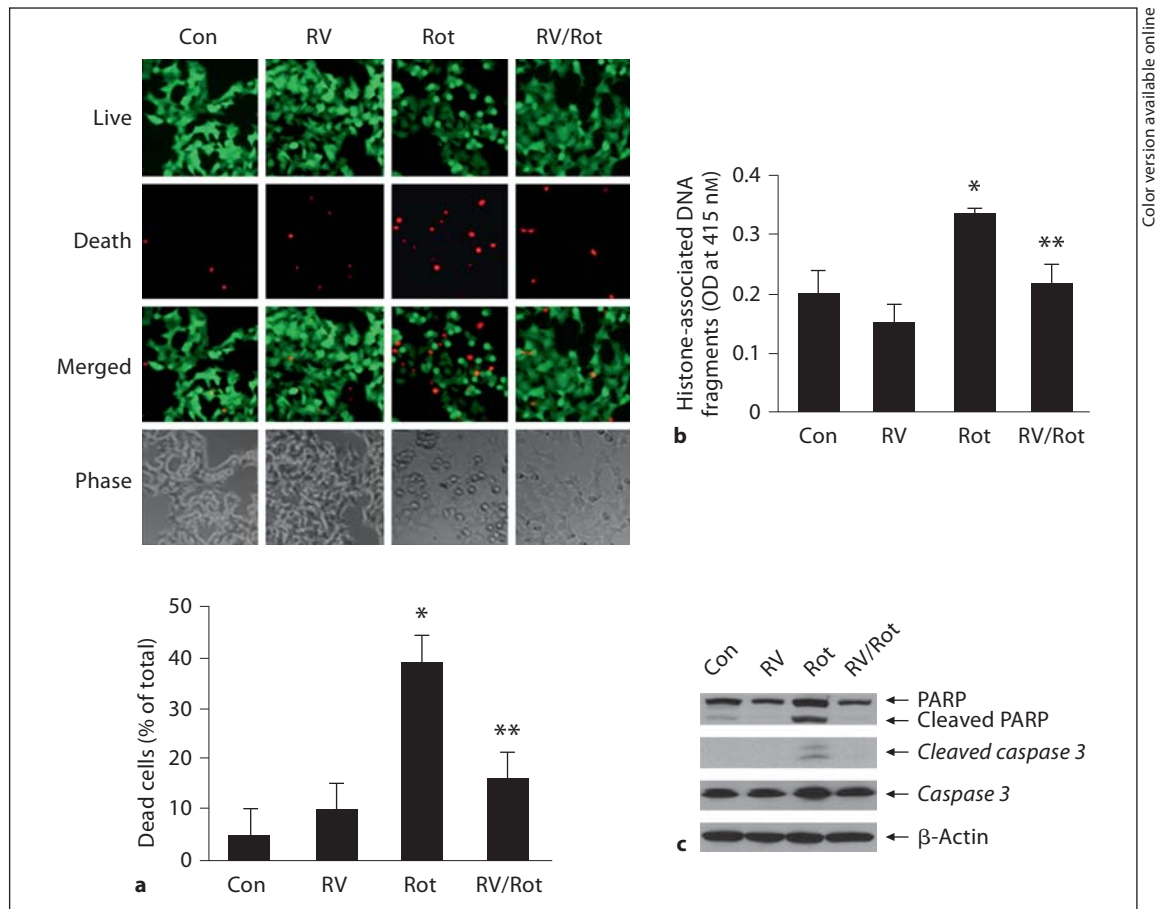 Color version available online
Con RV Rot RV/Rot
Live
Death
Merged
Phase
50
40
30
20
10
0
Dead cells (% of total)
Con RV Rot RV/Rot
*
**
a
0.4
0.3
0.2
0.1
0
Histone-associated DNA
fragments (OD at 415 nM)
*
**
Con RV Rot RV/Rot
b
Con RV Rot RV/Rot
← PARP
← Cleaved PARP
← Cleaved caspase 3
← Caspase 3
← β-Actin
c